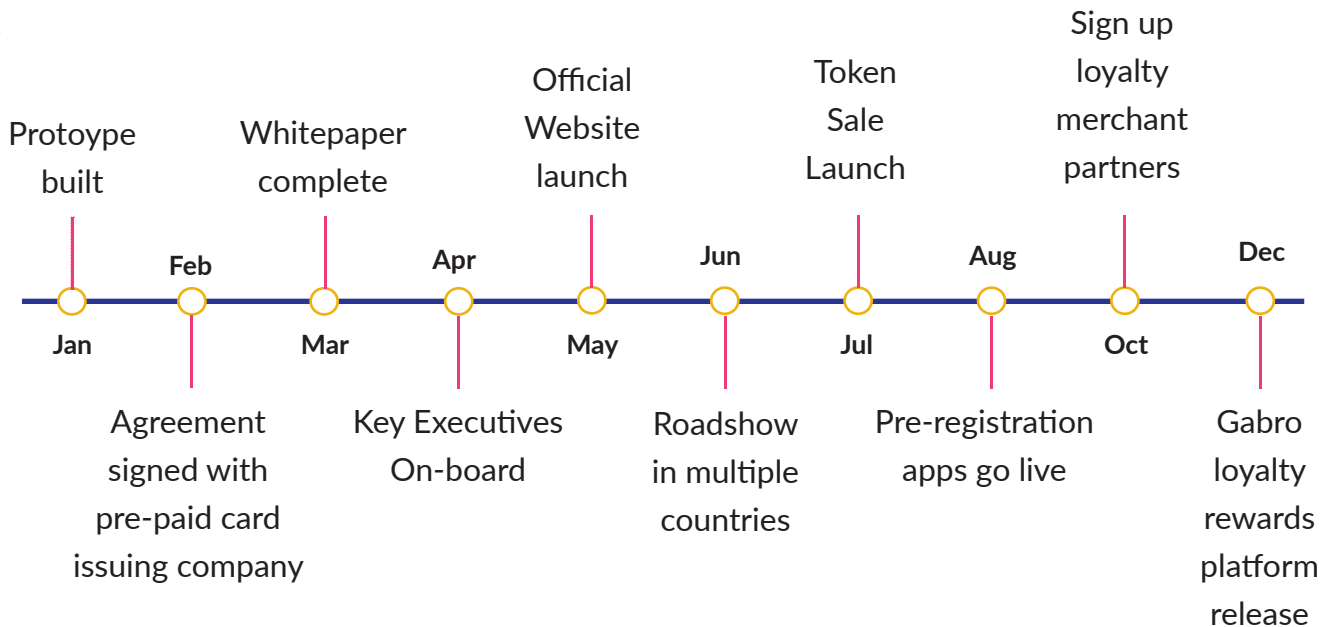 Protoype
built
Jan
Feb
Agreement
signed with
pre-paid card
issuing company
Whitepaper
complete
Mar
Apr
Key Executives
On-board
Official
Website
launch
May
Jun
Roadshow
in multiple
countries
Token
Sale
Launch
Jul
Aug
Pre-registration
apps go live
Sign up
loyalty
merchant
partners
Oct
Dec
Gabro
loyalty
rewards
platform
release